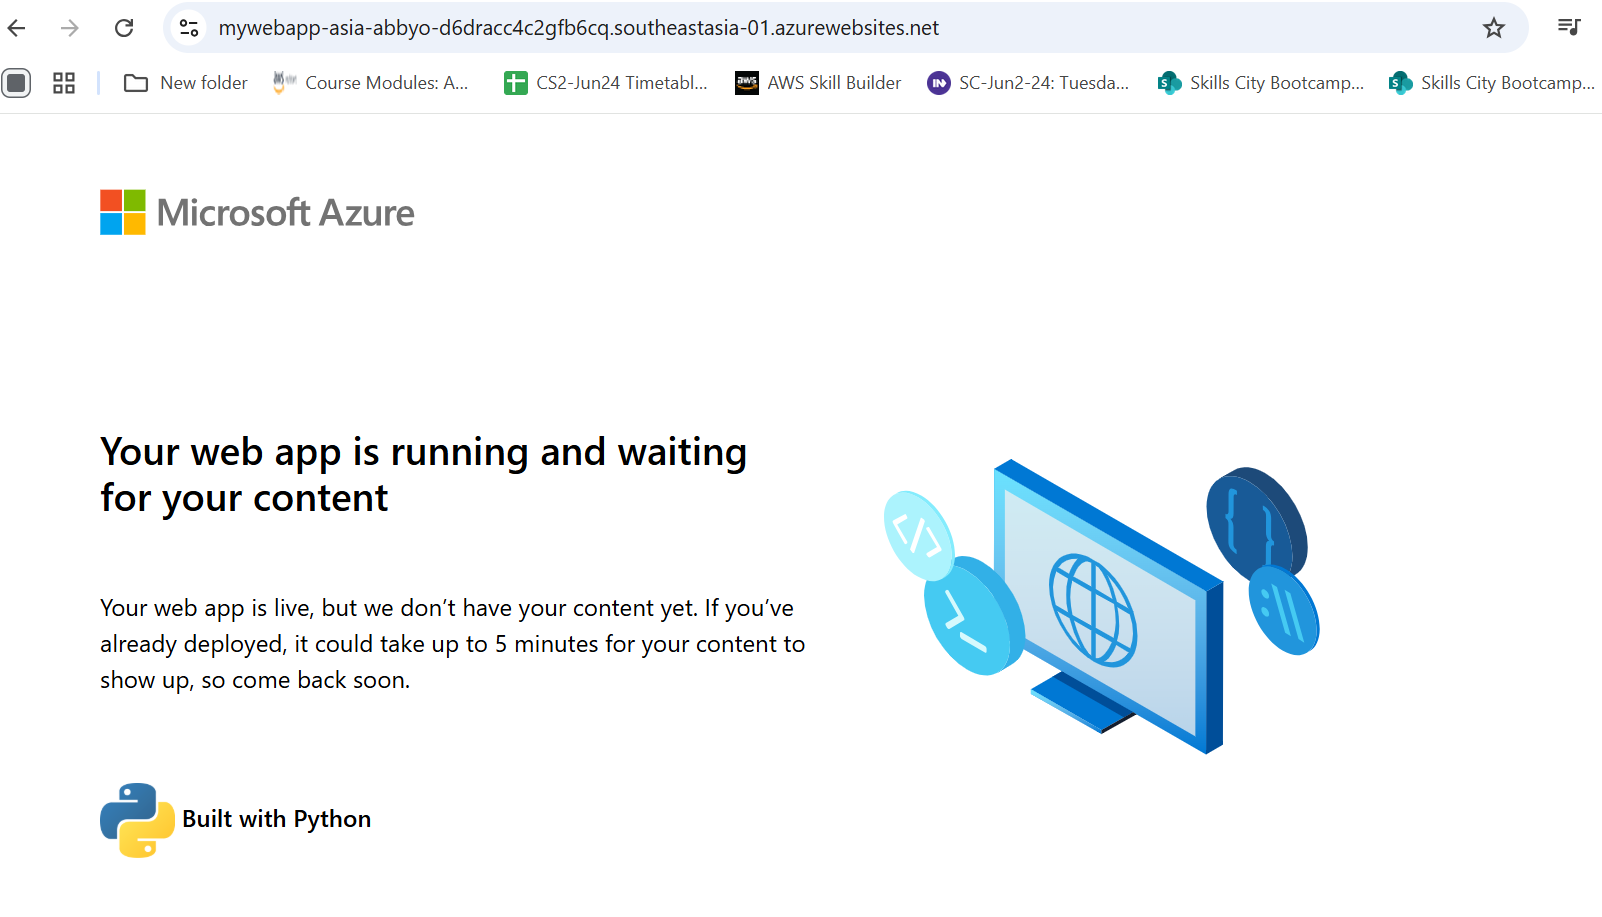 mywebapp-asia-abbyo-d6dracc4c2gfb6cq.southeastasia-01.azurewebsites.net
New folder Course Modules: A... CS2-Jun24 Timetabl... aws AWS Skill Builder IN SC-Jun2-24: Tuesda... S Skills City Bootcamp... S Skills City Bootcamp...
Microsoft Azure
Your web app is running and waiting
for your content
Your web app is live, but we don’t have your content yet. If you’ve
already deployed, it could take up to 5 minutes for your content to
show up, so come back soon.
Built with Python